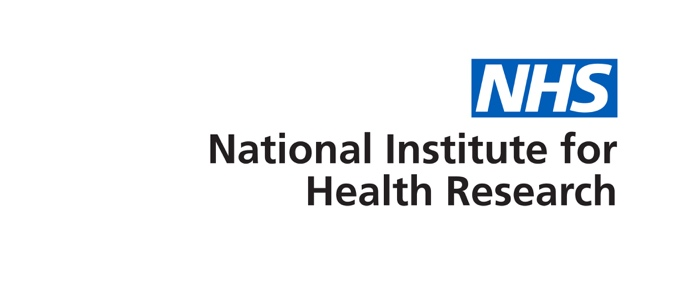 NHS
National Institute for
Health Research